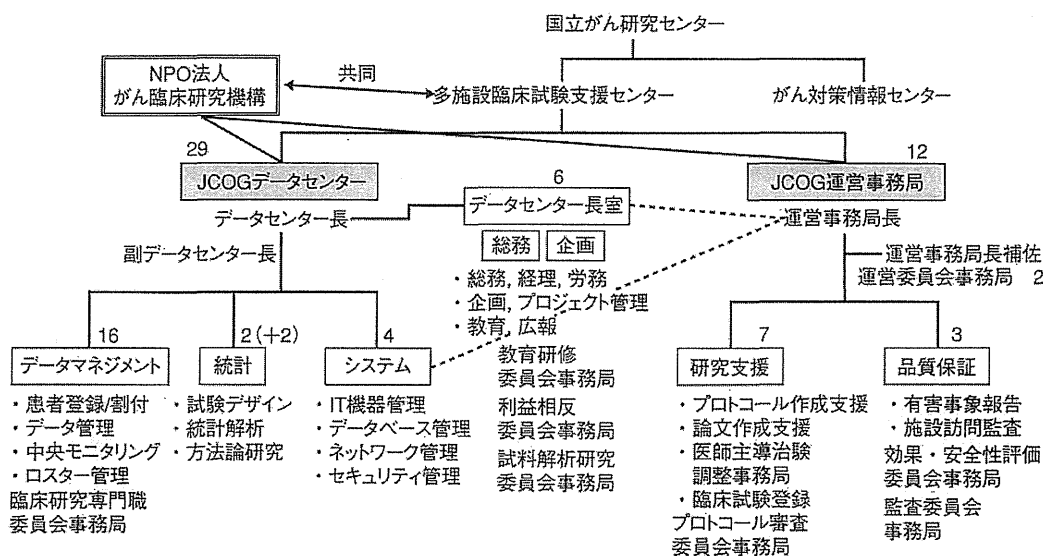 国立がん研究センター
NPO法人
がん臨床研究機構
共同
多施設臨床試験支援センター
がん対策情報センター
29
JCOGデータセンター
12
JCOG運営事務局
6
データセンター長
データセンター長室
運営事務局長
総務
企画
副データセンター長
・総務, 経理, 労務
・企画, プロジェクト管理
・教育, 広報
運営事務局長補佐
運営委員会事務局 2
16
データマネジメント
・患者登録/割付
・データ管理
・中央モニタリング
・ロスター管理
臨床研究専門職
委員会事務局
2(+2)
統計
・試験デザイン
・統計解析
・方法論研究
4
システム
・IT機器管理
・データベース管理
・ネットワーク管理
・セキュリティ管理
教育研修
委員会事務局
利益相反
委員会事務局
試料解析研究
委員会事務局
7
研究支援
・プロトコール作成支援
・論文作成支援
・医師主導治験
調整事務局
・臨床試験登録
プロトコール審査
委員会事務局
3
品質保証
・有害事象報告
・施設訪問監査
効果・安全性評価
委員会事務局
監査委員会
事務局